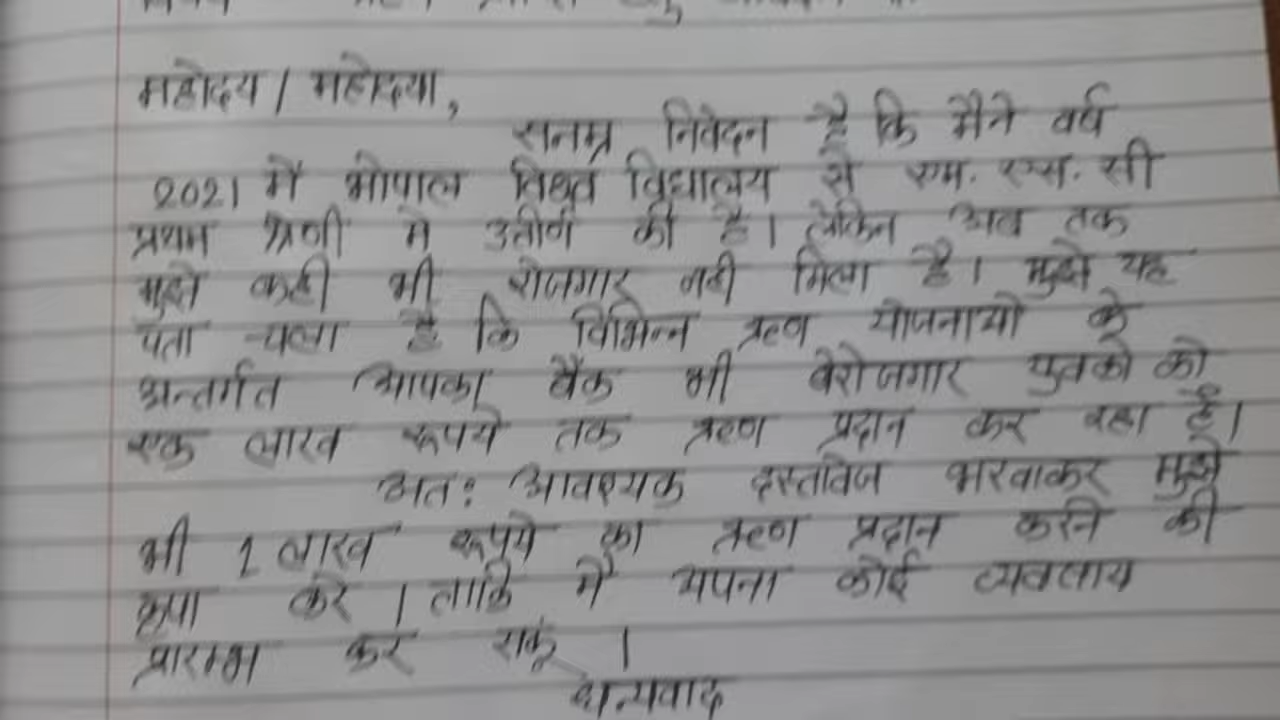 महोदय / महोदया,
सनम्र निवेदन है कि मैने वर्ष
2021 में भोपाल विश्व विद्यालय से एम. एस. सी
प्रथम श्रेणी मे उतीर्ण की है। लेकिन अब तक
मुझे कही भी रोजगार नही मिला है। मुझे यह
पता चला है कि विभिन्न ऋण योजनायो के
अन्तर्गत आपका बैंक भी बेरोजगार युवको को
एक लाख रूपये तक ऋण प्रदान कर रहा है।
अतः आवश्यक दस्तावेज भरवाकर मुझे
भी 1 लाख रूपये का ऋण प्रदान करने की
कृपा करे। ताकि मैं अपना कोई व्यवसाय
प्रारम्भ कर सकूं ।
धन्यवाद